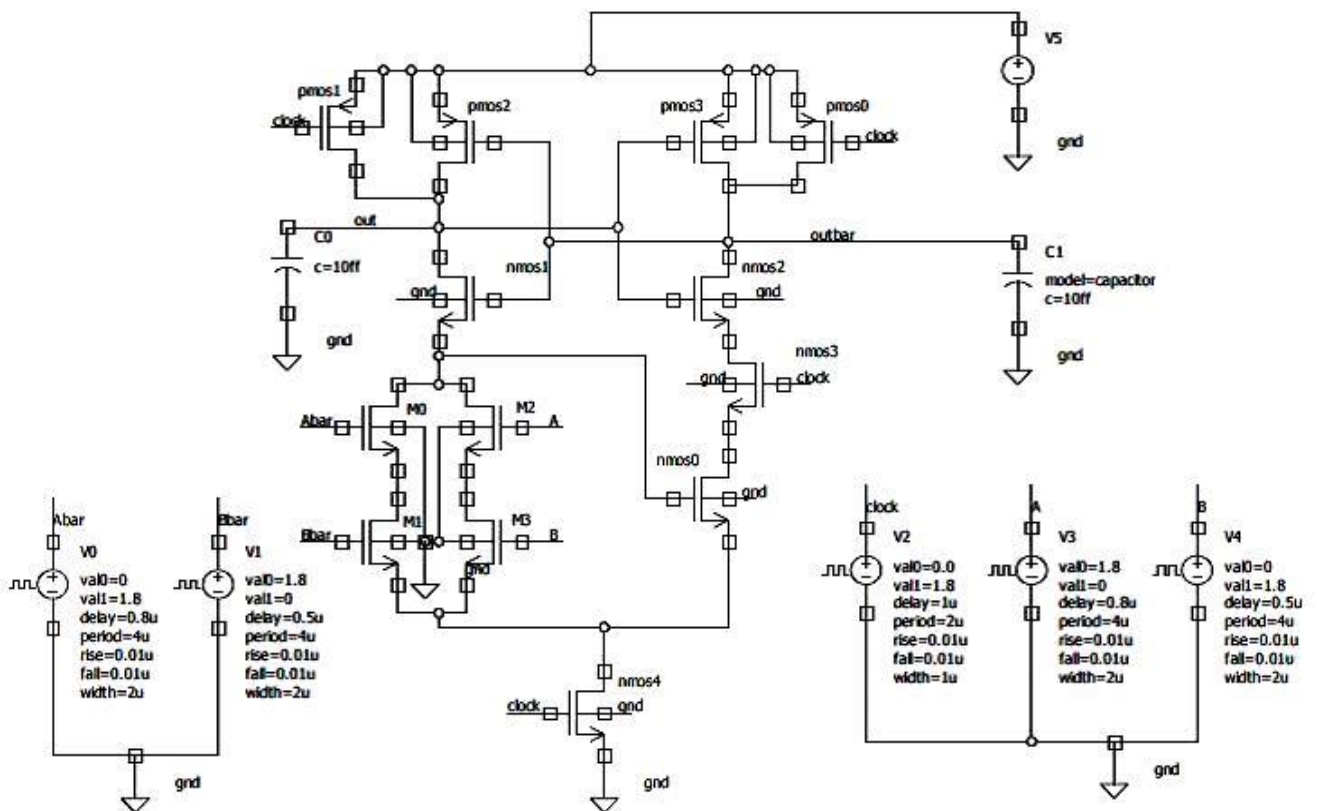 V5
pmos1
pmos2
pmos3
pmos0
clock
clock
gnd
out
outbar
C0
c=10ff
C1
model=capacitor
c=10ff
nmos1
nmos2
gnd
gnd
gnd
gnd
nmos3
gnd
clock
Abar
M0
M2
A
nmos0
gnd
Bbar
M1
M3
B
gnd
Abar
V0
val0=0
val1=1.8
delay=0.8u
period=4u
rise=0.01u
fall=0.01u
width=2u
Bbar
V1
val0=1.8
val1=0
delay=0.5u
period=4u
rise=0.01u
fall=0.01u
width=2u
gnd
nmos4
clock
gnd
gnd
clock
V2
val0=0.0
val1=1.8
delay=1u
period=2u
rise=0.01u
fall=0.01u
width=1u
A
V3
val0=1.8
val1=0
delay=0.8u
period=4u
rise=0.01u
fall=0.01u
width=2u
B
V4
val0=0
val1=1.8
delay=0.5u
period=4u
rise=0.01u
fall=0.01u
width=2u
gnd